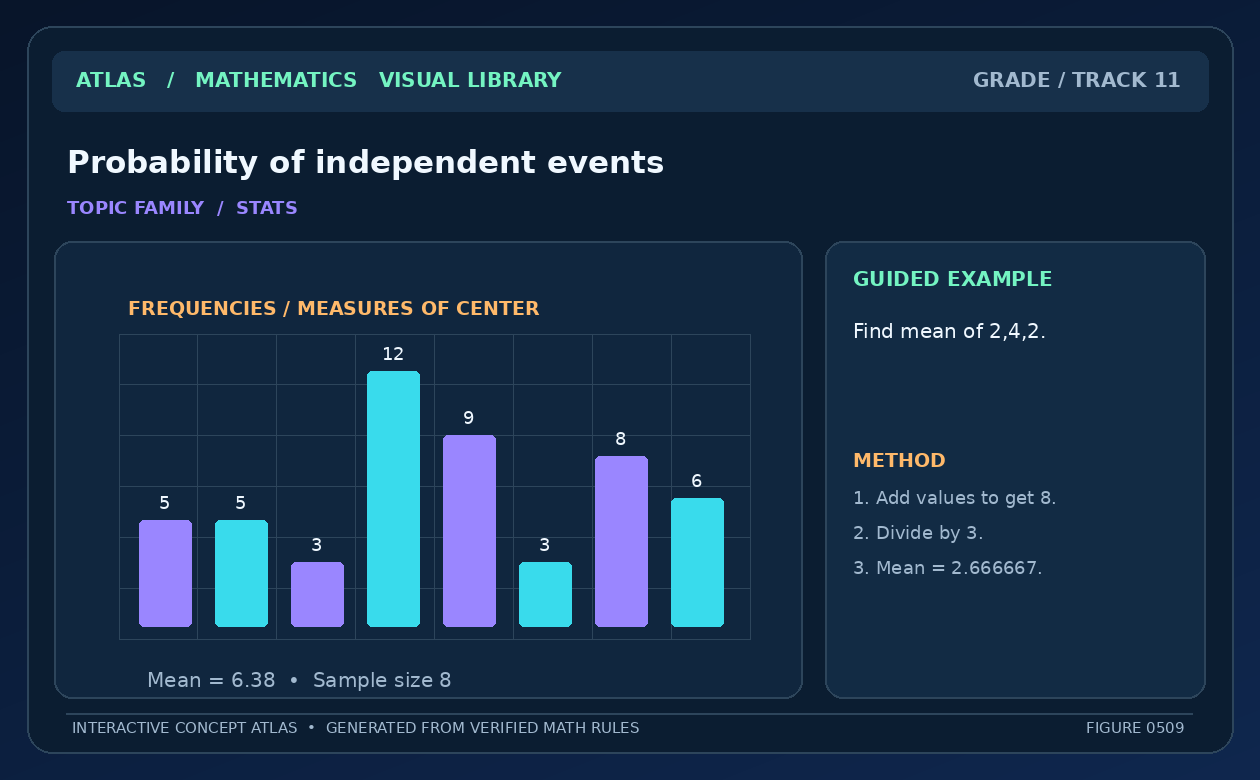 ATLAS / MATHEMATICS VISUAL LIBRARY
GRADE / TRACK 11
Probability of independent events
TOPIC FAMILY / STATS
FREQUENCIES / MEASURES OF CENTER
5
5
3
12
9
3
8
6
Mean = 6.38 • Sample size 8
GUIDED EXAMPLE
Find mean of 2,4,2.
METHOD
1. Add values to get 8.
2. Divide by 3.
3. Mean = 2.666667.
INTERACTIVE CONCEPT ATLAS • GENERATED FROM VERIFIED MATH RULES
FIGURE 0509